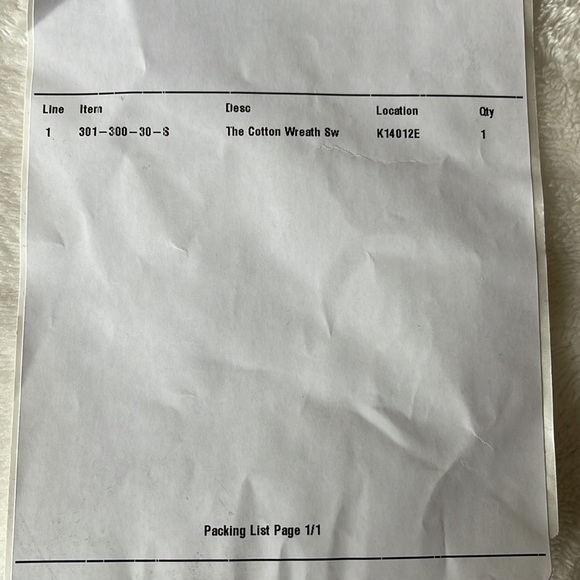 Line Item Desc Location Qty
1 301-300-30-S The Cotton Wreath Sw K14012E 1
Packing List Page 1/1